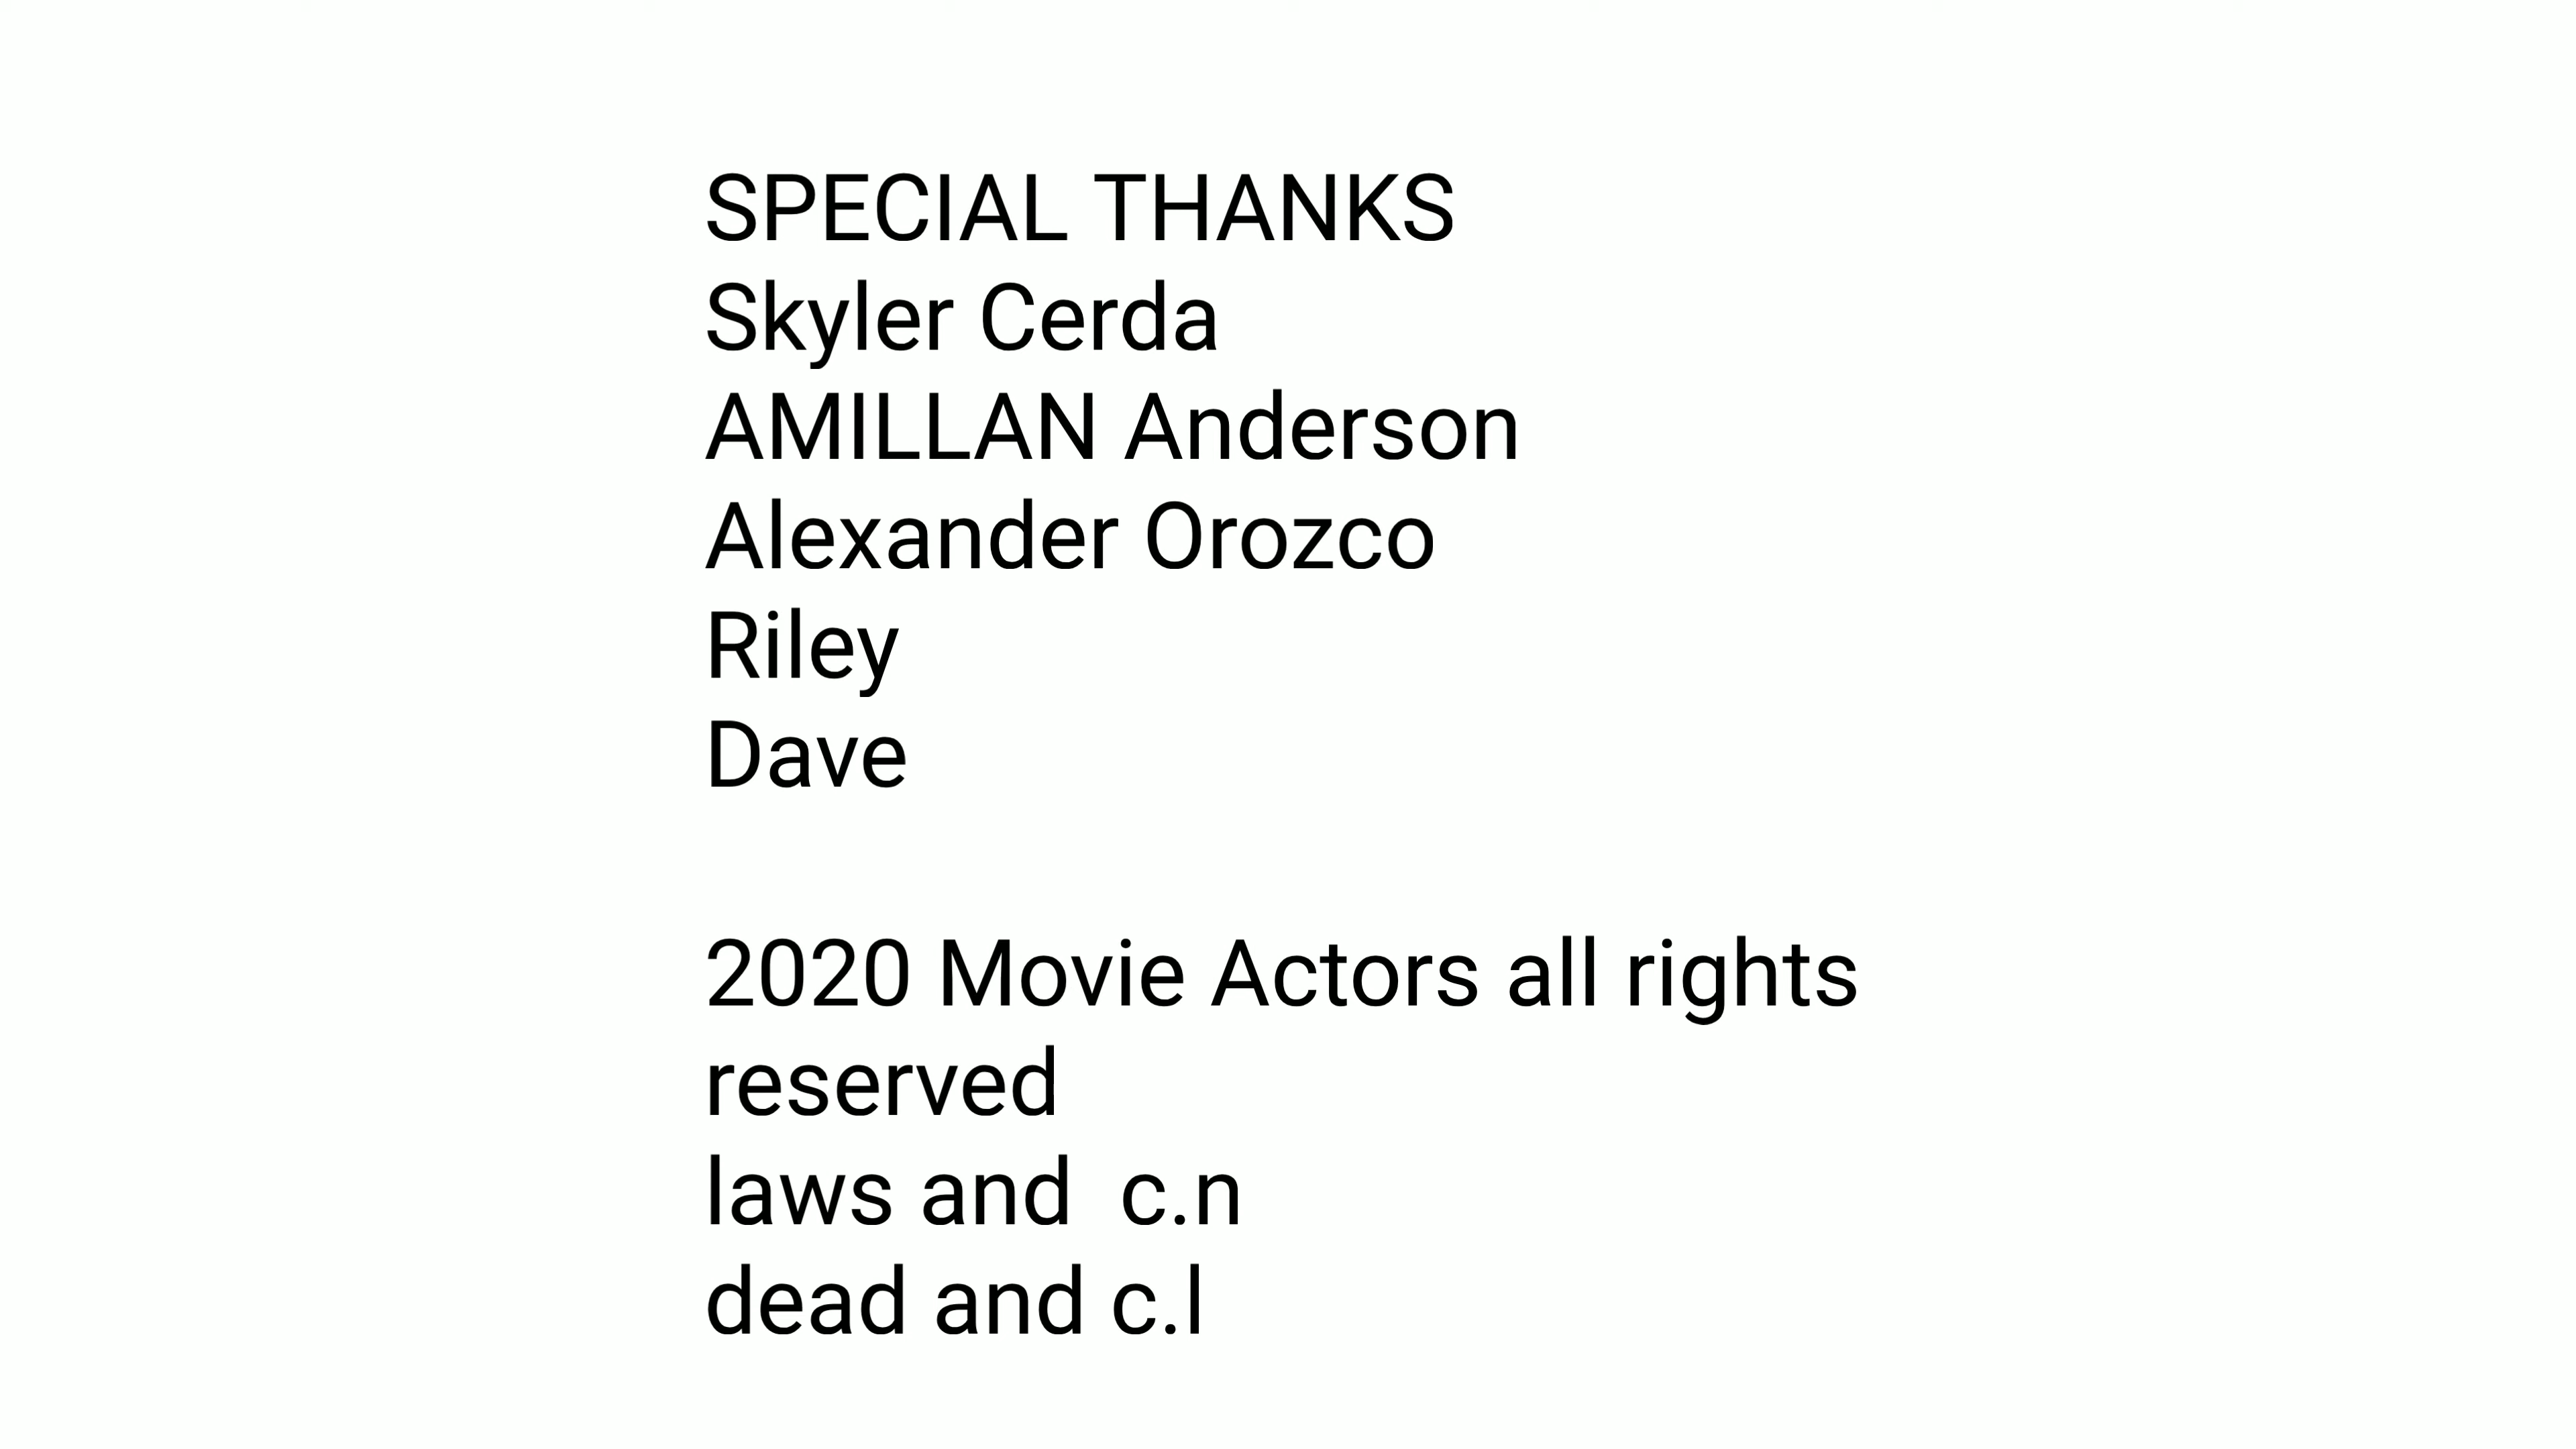 SPECIAL THANKS
Skyler Cerda
AMILLAN Anderson
Alexander Orozco
Riley
Dave
2020 Movie Actors all rights
reserved
laws and  c.n
dead and c.l